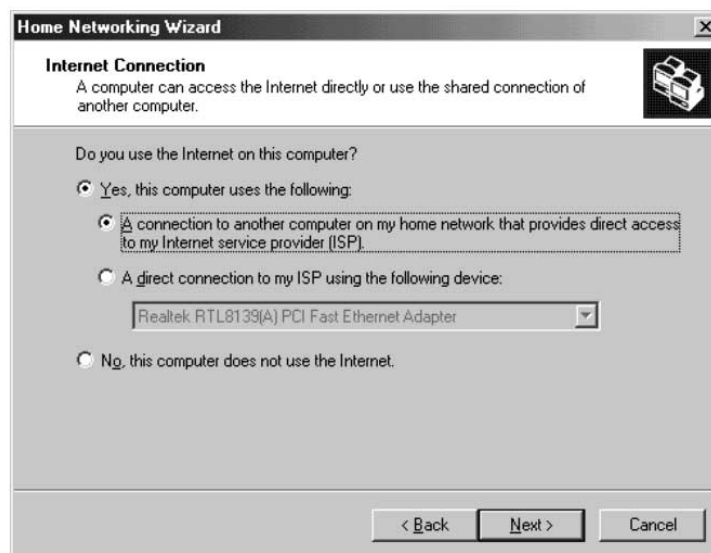 Home Networking Wizard
Internet Connection
A computer can access the Internet directly or use the shared connection of
another computer.
Do you use the Internet on this computer?
Yes, this computer uses the following:
A connection to another computer on my home network that provides direct access
to my Internet service provider (ISP).
A direct connection to my ISP using the following device:
Realtek RTL8139(A) PCI Fast Ethernet Adapter
No, this computer does not use the Internet.
< Back Next > Cancel